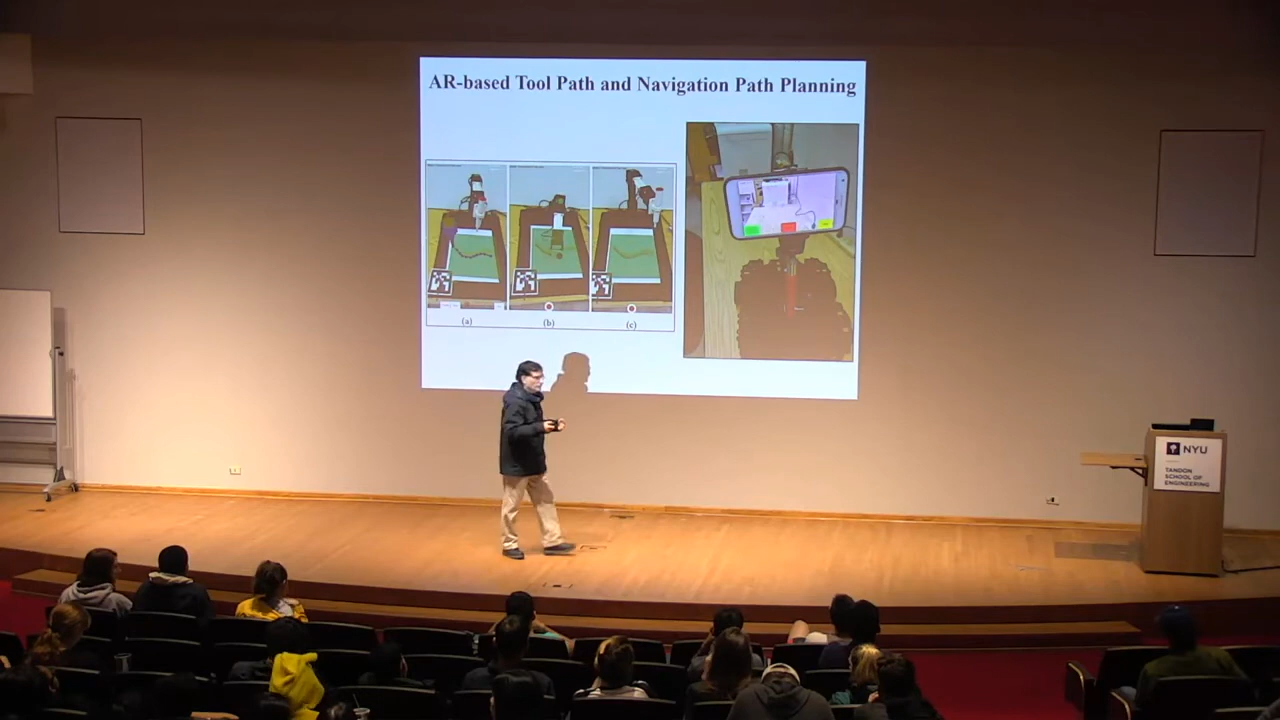 AR-based Tool Path and Navigation Path Planning
(a)
(b)
(c)
NYU
TANDON
SCHOOL OF
ENGINEERING